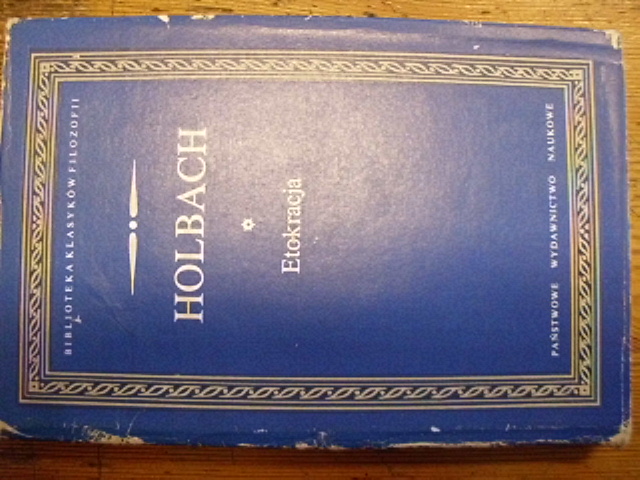 BIBLIOTEKA KLASYKÓW FILOZOFII
HOLBACH
Etokracja
PAŃSTWOWE WYDAWNICTWO NAUKOWE